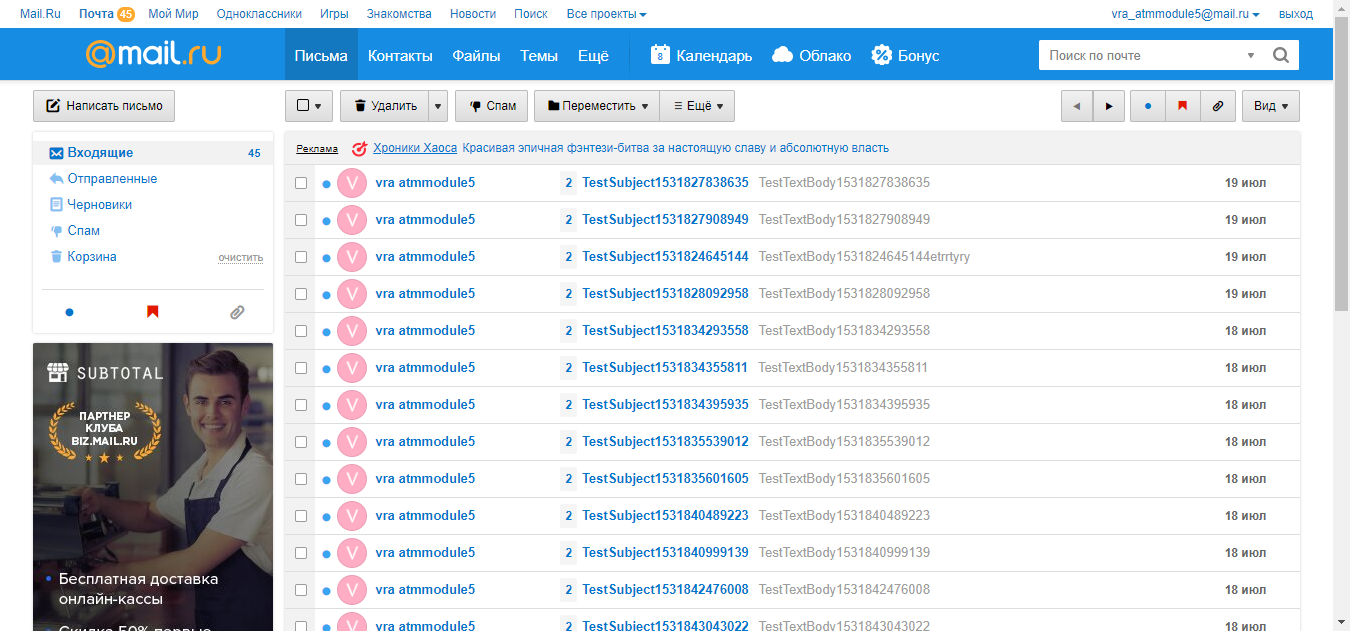 Mail.Ru Почта 45 Мой Мир Одноклассники Игры Знакомства Новости Поиск Все проекты vra_atmmodule5@mail.ru выход
@mail.ru Письма Контакты Файлы Темы Ещё 8 Календарь Облако Бонус Поиск по почте
Написать письмо Удалить Спам Переместить Ещё Вид
Входящие 45
Отправленные
Черновики
Спам
Корзина очистить
SUBTOTAL
ПАРТНЕР
КЛУБА
BIZ.MAIL.RU
Бесплатная доставка
онлайн-кассы
Скидка 50% первые
Реклама Хроники Хаоса Красивая эпичная фэнтези-битва за настоящую славу и абсолютную власть
V vra atmmodule5 2 TestSubject1531827838635 TestTextBody1531827838635 19 июл
V vra atmmodule5 2 TestSubject1531827908949 TestTextBody1531827908949 19 июл
V vra atmmodule5 2 TestSubject1531824645144 TestTextBody1531824645144etrrtyry 19 июл
V vra atmmodule5 2 TestSubject1531828092958 TestTextBody1531828092958 19 июл
V vra atmmodule5 2 TestSubject1531834293558 TestTextBody1531834293558 18 июл
V vra atmmodule5 2 TestSubject1531834355811 TestTextBody1531834355811 18 июл
V vra atmmodule5 2 TestSubject1531834395935 TestTextBody1531834395935 18 июл
V vra atmmodule5 2 TestSubject1531835539012 TestTextBody1531835539012 18 июл
V vra atmmodule5 2 TestSubject1531835601605 TestTextBody1531835601605 18 июл
V vra atmmodule5 2 TestSubject1531840489223 TestTextBody1531840489223 18 июл
V vra atmmodule5 2 TestSubject1531840999139 TestTextBody1531840999139 18 июл
V vra atmmodule5 2 TestSubject1531842476008 TestTextBody1531842476008 18 июл
V vra atmmodule5 2 TestSubject1531843043022 TestTextBody1531843043022 18 июл